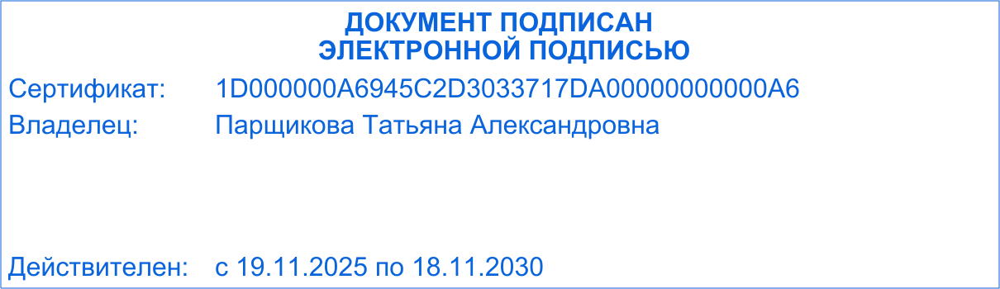 ДОКУМЕНТ ПОДПИСАН
ЭЛЕКТРОННОЙ ПОДПИСЬЮ
Сертификат: 1D000000A6945C2D3033717DA00000000000A6
Владелец: Парщикова Татьяна Александровна
Действителен: с 19.11.2025 по 18.11.2030